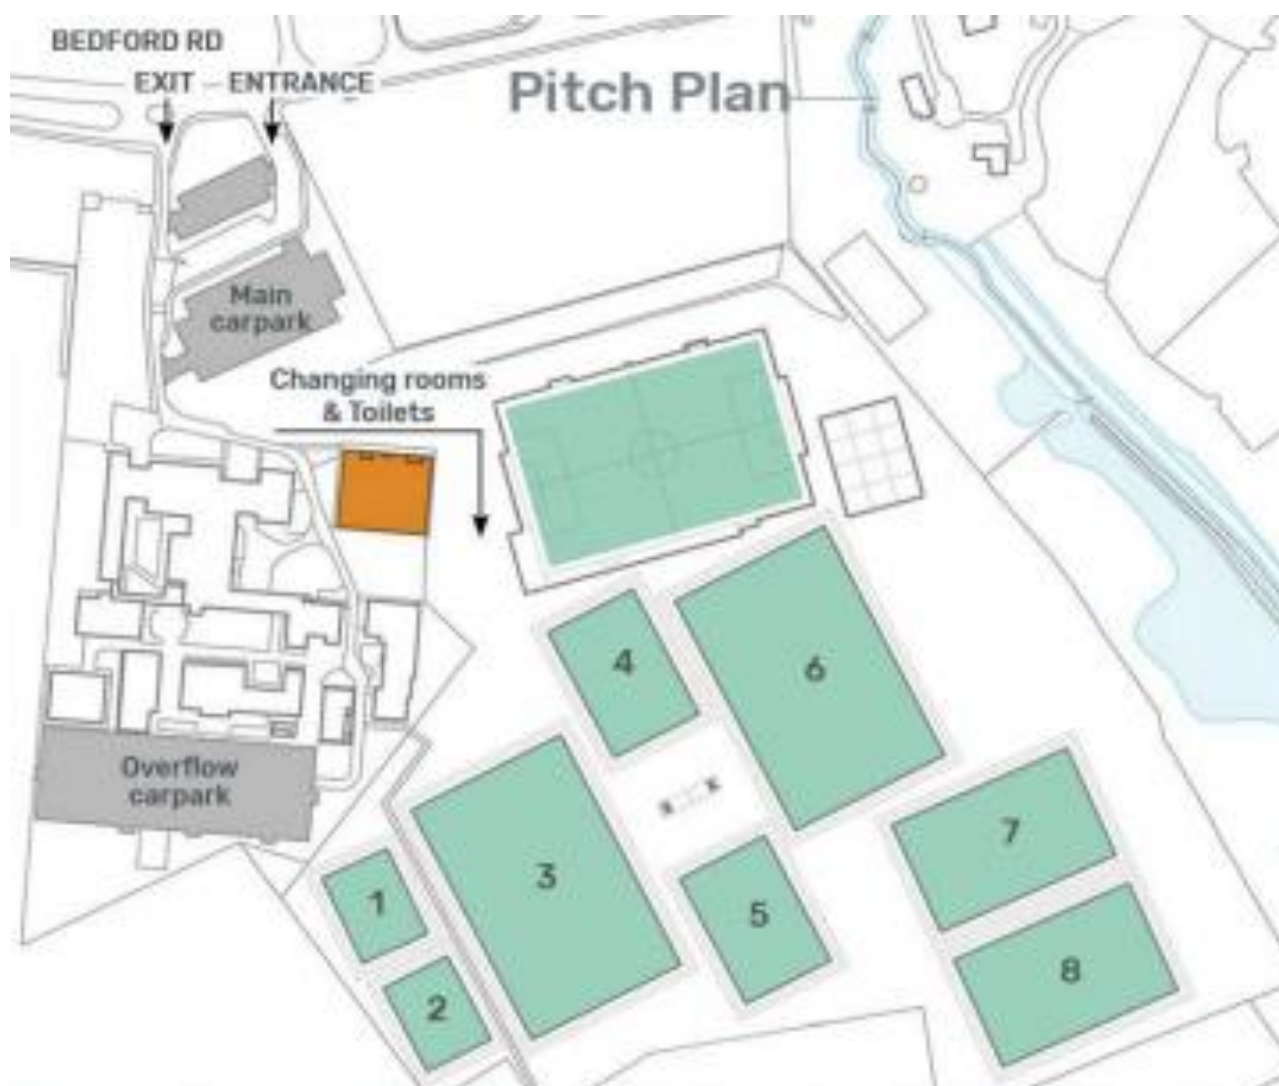 BEDFORD RD
EXIT
ENTRANCE
Pitch Plan
Main
carpark
Changing rooms
& Toilets
4
6
Overflow
carpark
7
3
1
5
8
2